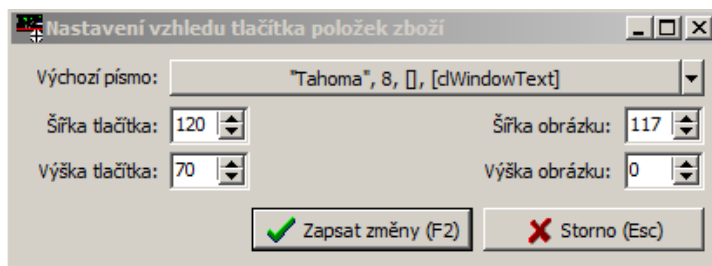 Nastavení vzhledu tlačítka položek zboží
Výchozí písmo: "Tahoma", 8, [], [clWindowText]
Šířka tlačítka: 120 Šířka obrázku: 117
Výška tlačítka: 70 Výška obrázku: 0
Zapsat změny (F2) Storno (Esc)